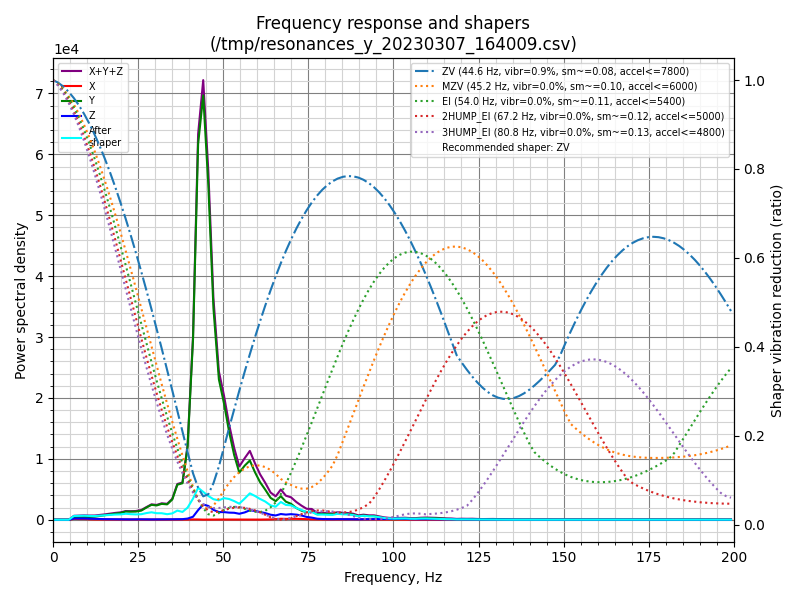 Frequency response and shapers
(/tmp/resonances_y_20230307_164009.csv)
1e4
X+Y+Z
X
Y
Z
After
shaper
ZV (44.6 Hz, vibr=0.9%, sm~=0.08, accel<=7800)
MZV (45.2 Hz, vibr=0.0%, sm~=0.10, accel<=6000)
EI (54.0 Hz, vibr=0.0%, sm~=0.11, accel<=5400)
2HUMP_EI (67.2 Hz, vibr=0.0%, sm~=0.12, accel<=5000)
3HUMP_EI (80.8 Hz, vibr=0.0%, sm~=0.13, accel<=4800)
Recommended shaper: ZV
Power spectral density
7
6
5
4
3
2
1
0
1.0
0.8
0.6
0.4
0.2
0.0
Shaper vibration reduction (ratio)
0 25 50 75 100 125 150 175 200
Frequency, Hz